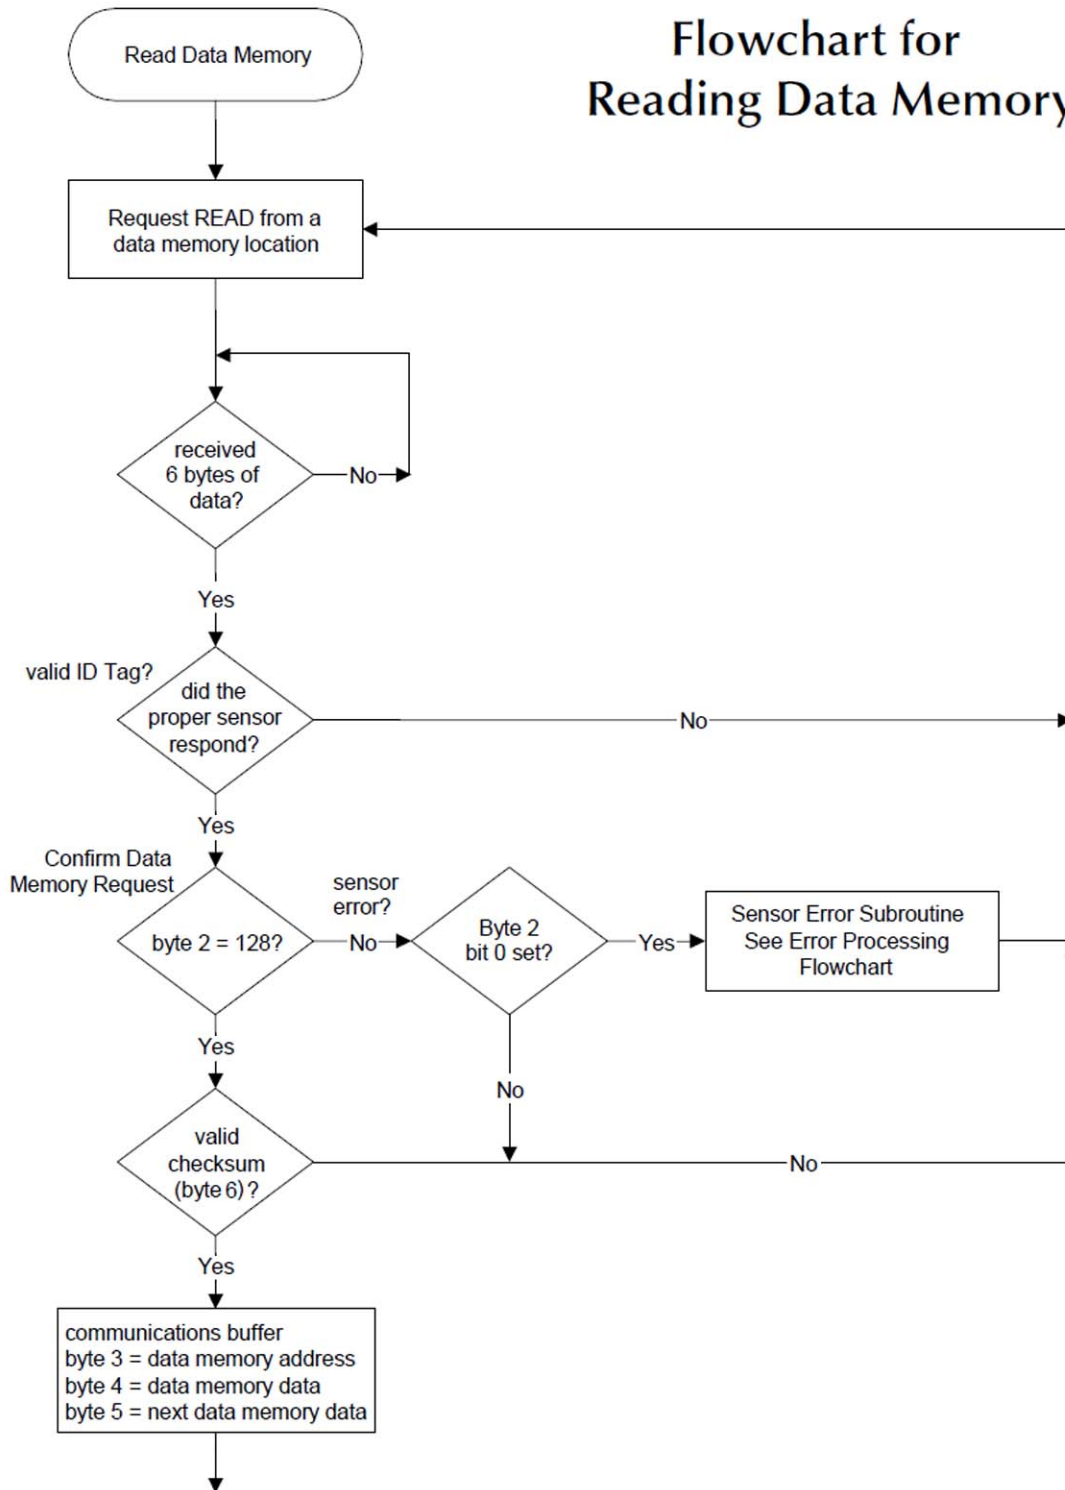 Flowchart for
Reading Data Memory
Read Data Memory
Request READ from a
data memory location
received
6 bytes of
data?
No
Yes
valid ID Tag?
did the
proper sensor
respond?
No
Yes
Confirm Data
Memory Request
byte 2 = 128?
sensor
error?
No
Byte 2
bit 0 set?
Yes
Sensor Error Subroutine
See Error Processing
Flowchart
Yes
No
valid
checksum
(byte 6)?
No
Yes
communications buffer
byte 3 = data memory address
byte 4 = data memory data
byte 5 = next data memory data